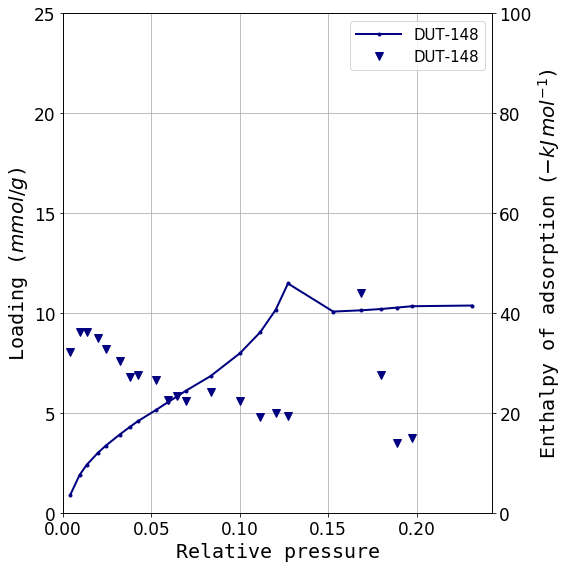 25
20
15
10
5
0
Loading (mmol/g)
DUT-148
DUT-148
100
80
60
40
20
0
Enthalpy of adsorption (−kJ mol⁻¹)
0.00 0.05 0.10 0.15 0.20
Relative pressure